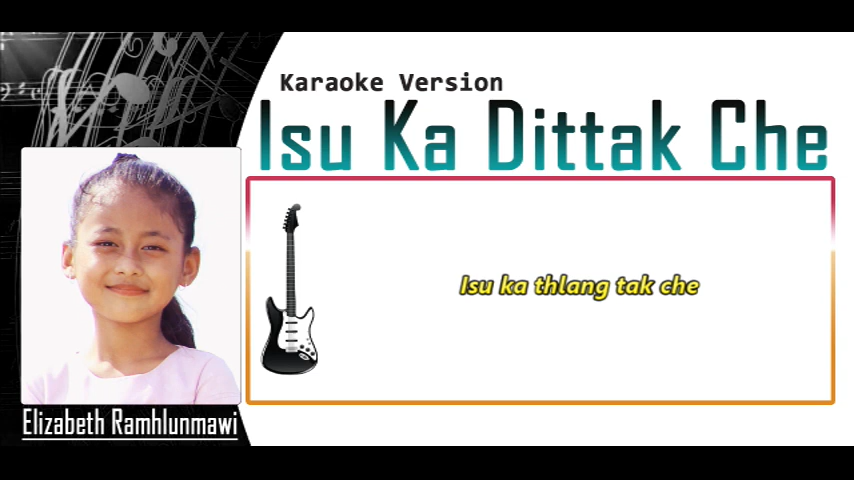 Karaoke Version
Isu Ka Dittak Che
Isu ka thlang tak che
Elizabeth Ramhlunmawi